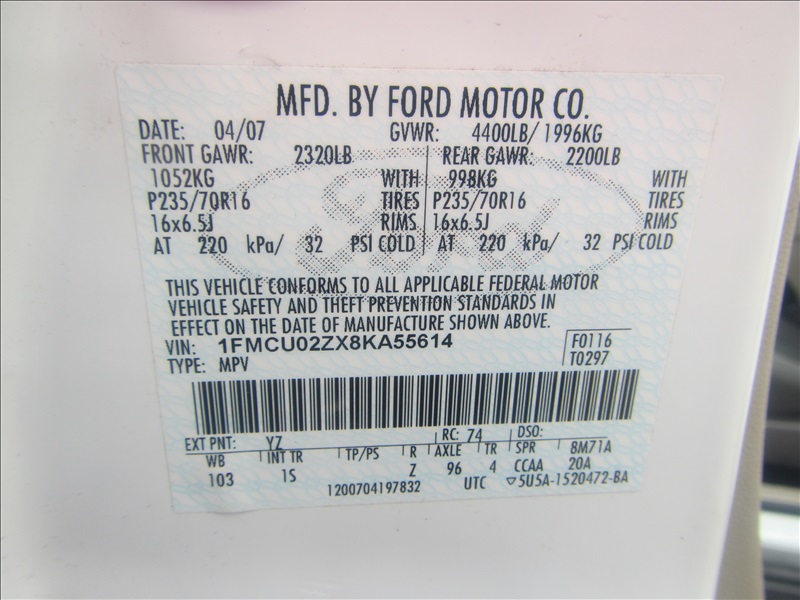 MFD. BY FORD MOTOR CO.
DATE: 04/07 GVWR: 4400LB/ 1996KG
FRONT GAWR: 2320LB REAR GAWR: 2200LB
1052KG WITH 998KG WITH
P235/70R16 TIRES P235/70R16 TIRES
16x6.5J RIMS 16x6.5J RIMS
AT 220 kPa/ 32 PSI COLD AT 220 kPa/ 32 PSI COLD
Ford
THIS VEHICLE CONFORMS TO ALL APPLICABLE FEDERAL MOTOR
VEHICLE SAFETY AND THEFT PREVENTION STANDARDS IN
EFFECT ON THE DATE OF MANUFACTURE SHOWN ABOVE.
VIN: 1FMCU02ZX8KA55614 F0116
TYPE: MPV T0297
EXT PNT: YZ RC: 74 DSO:
WB INT TR TP/PS R AXLE TR SPR 8M71A
103 1S Z 96 4 CCAA 20A
1200704197832 UTC ▽5U5A-1520472-BA